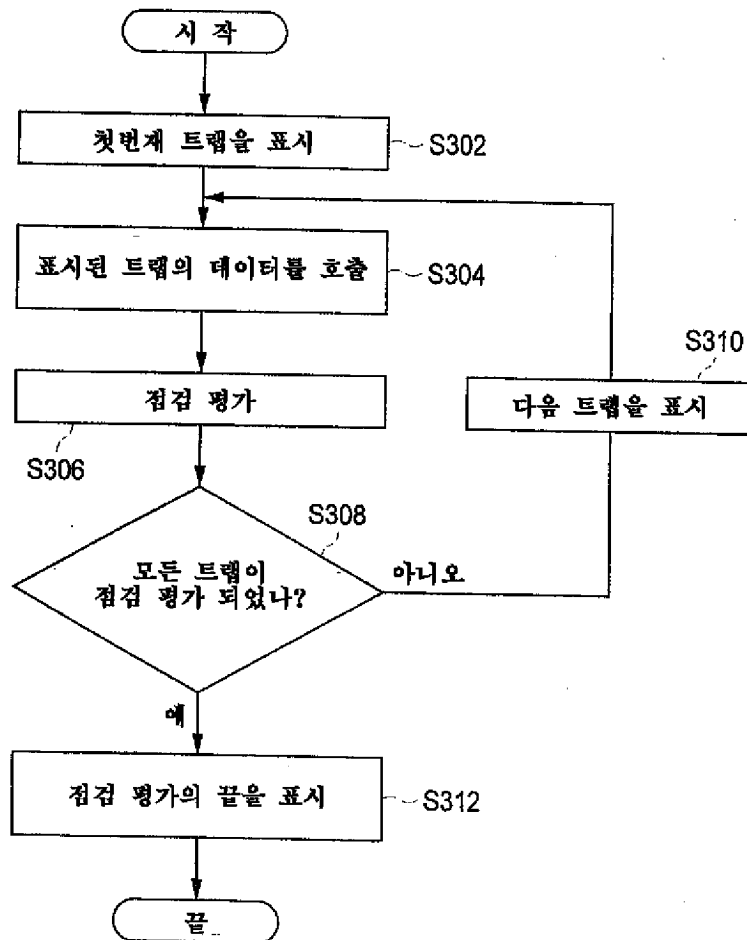 시 작
첫번재 트랩을 표시
S302
표시된 트랩의 데이터를 호출
S304
S310
점검 평가
다음 트랩을 표시
S306
S308
모든 트랩이
점검 평가 되었나?
아니오
예
점검 평가의 끝을 표시
S312
끝